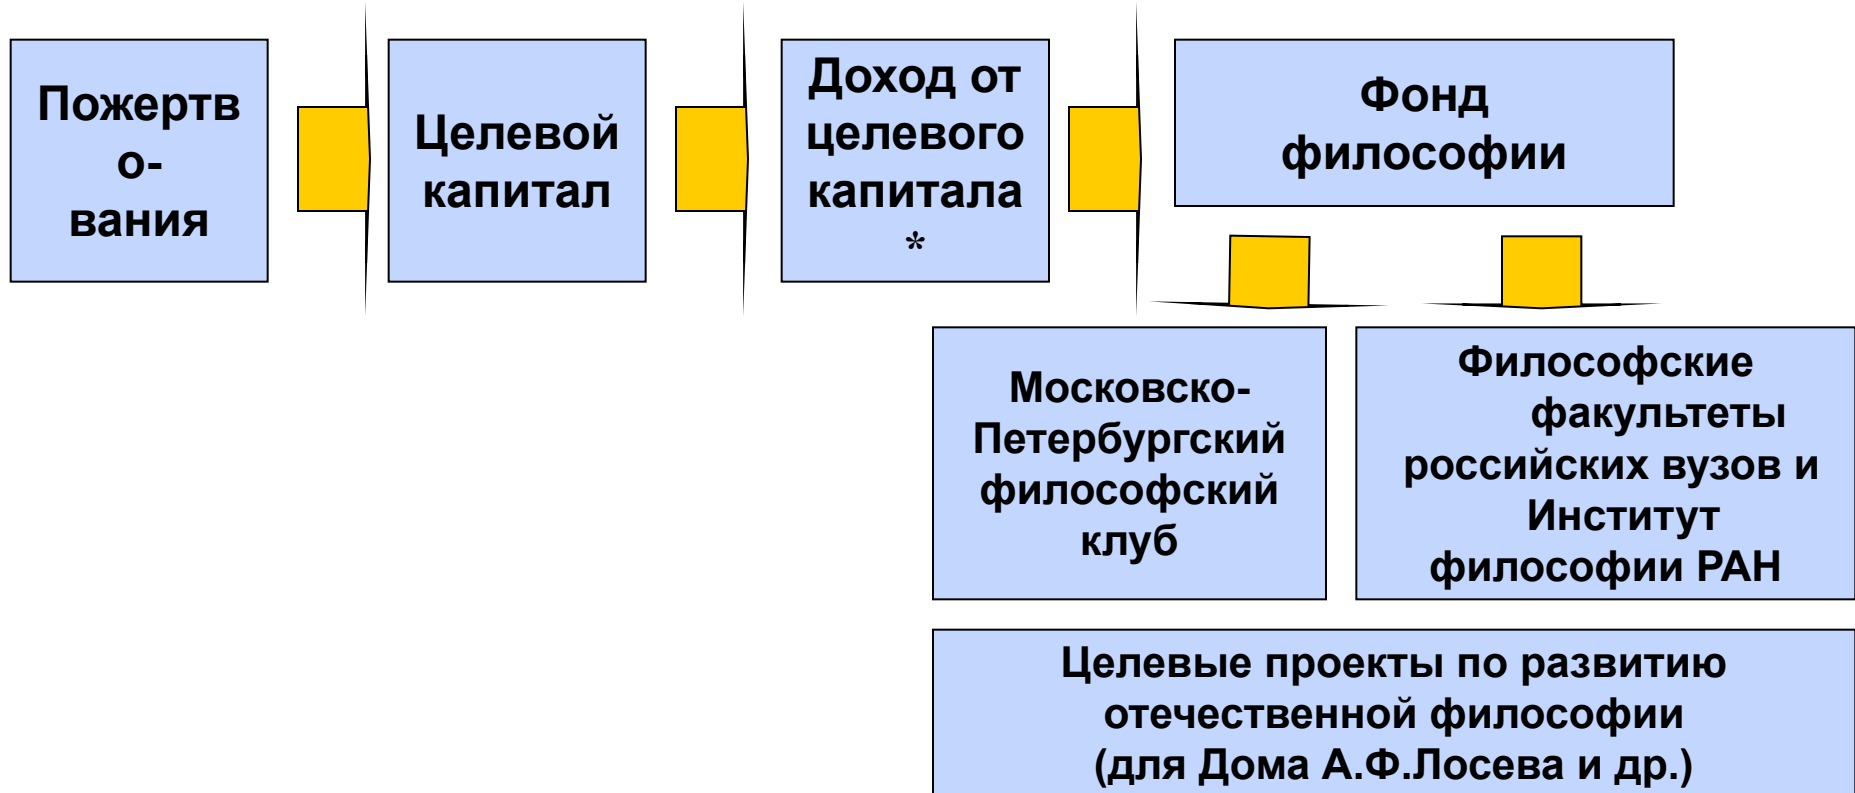 Пожертв
о-
вания
Целевой
капитал
Доход от
целевого
капитала
*
Фонд
философии
Московско-
Петербургский
философский
клуб
Философские
факультеты
российских вузов и
Институт
философии РАН
Целевые проекты по развитию
отечественной философии
(для Дома А.Ф.Лосева и др.)